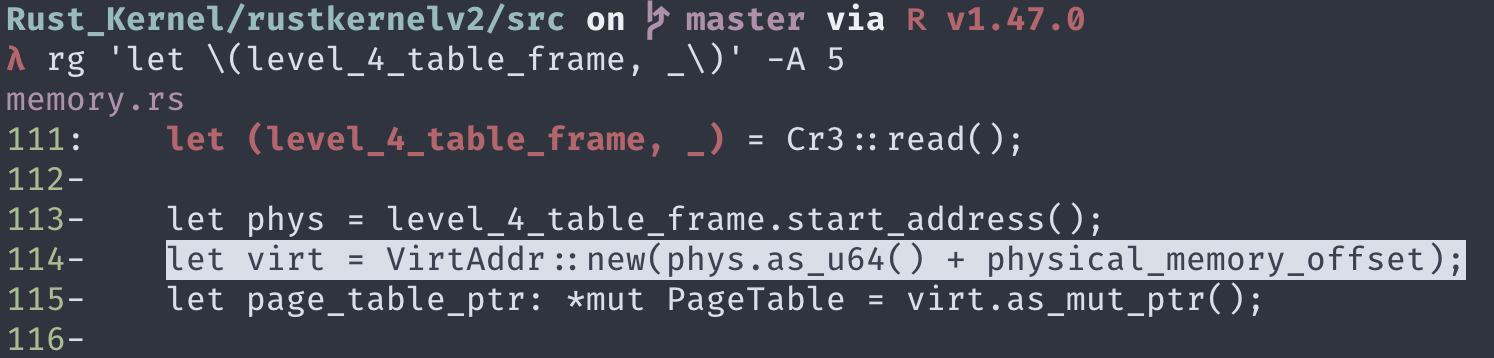 Rust_Kernel/rustkernelv2/src on master via R v1.47.0
λ rg 'let \(level_4_table_frame, _\)' -A 5
memory.rs
111:    let (level_4_table_frame, _) = Cr3::read();
112-
113-    let phys = level_4_table_frame.start_address();
114-    let virt = VirtAddr::new(phys.as_u64() + physical_memory_offset);
115-    let page_table_ptr: *mut PageTable = virt.as_mut_ptr();
116-